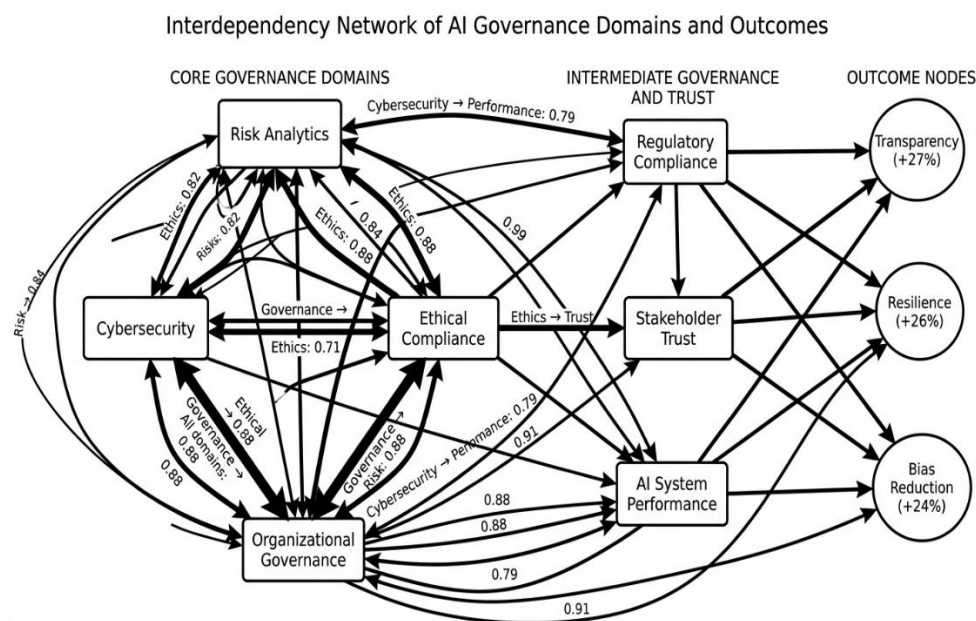 Interdependency Network of AI Governance Domains and Outcomes
CORE GOVERNANCE DOMAINS
INTERMEDIATE GOVERNANCE
AND TRUST
OUTCOME NODES
Cybersecurity → Performance: 0.79
Risk Analytics
Regulatory
Compliance
Transparency
(+27%)
Ethics: 0.82
Risks: 0.82
Ethics: 0.88
0.84
Ethics: 0.88
0.99
Risk → 0.84
Cybersecurity
Governance →
Ethics: 0.71
Ethical
Compliance
Ethics → Trust
Stakeholder
Trust
Resilience
(+26%)
Ethical
→ 0.88
Governance →
All domains:
0.88
0.88
Governance →
Risk: 0.88
Cybersecurity → Penomance: 0.79
0.91
AI System
Performance
Bias
Reduction
(+24%)
Organizational
Governance
0.88
0.88
0.79
0.91